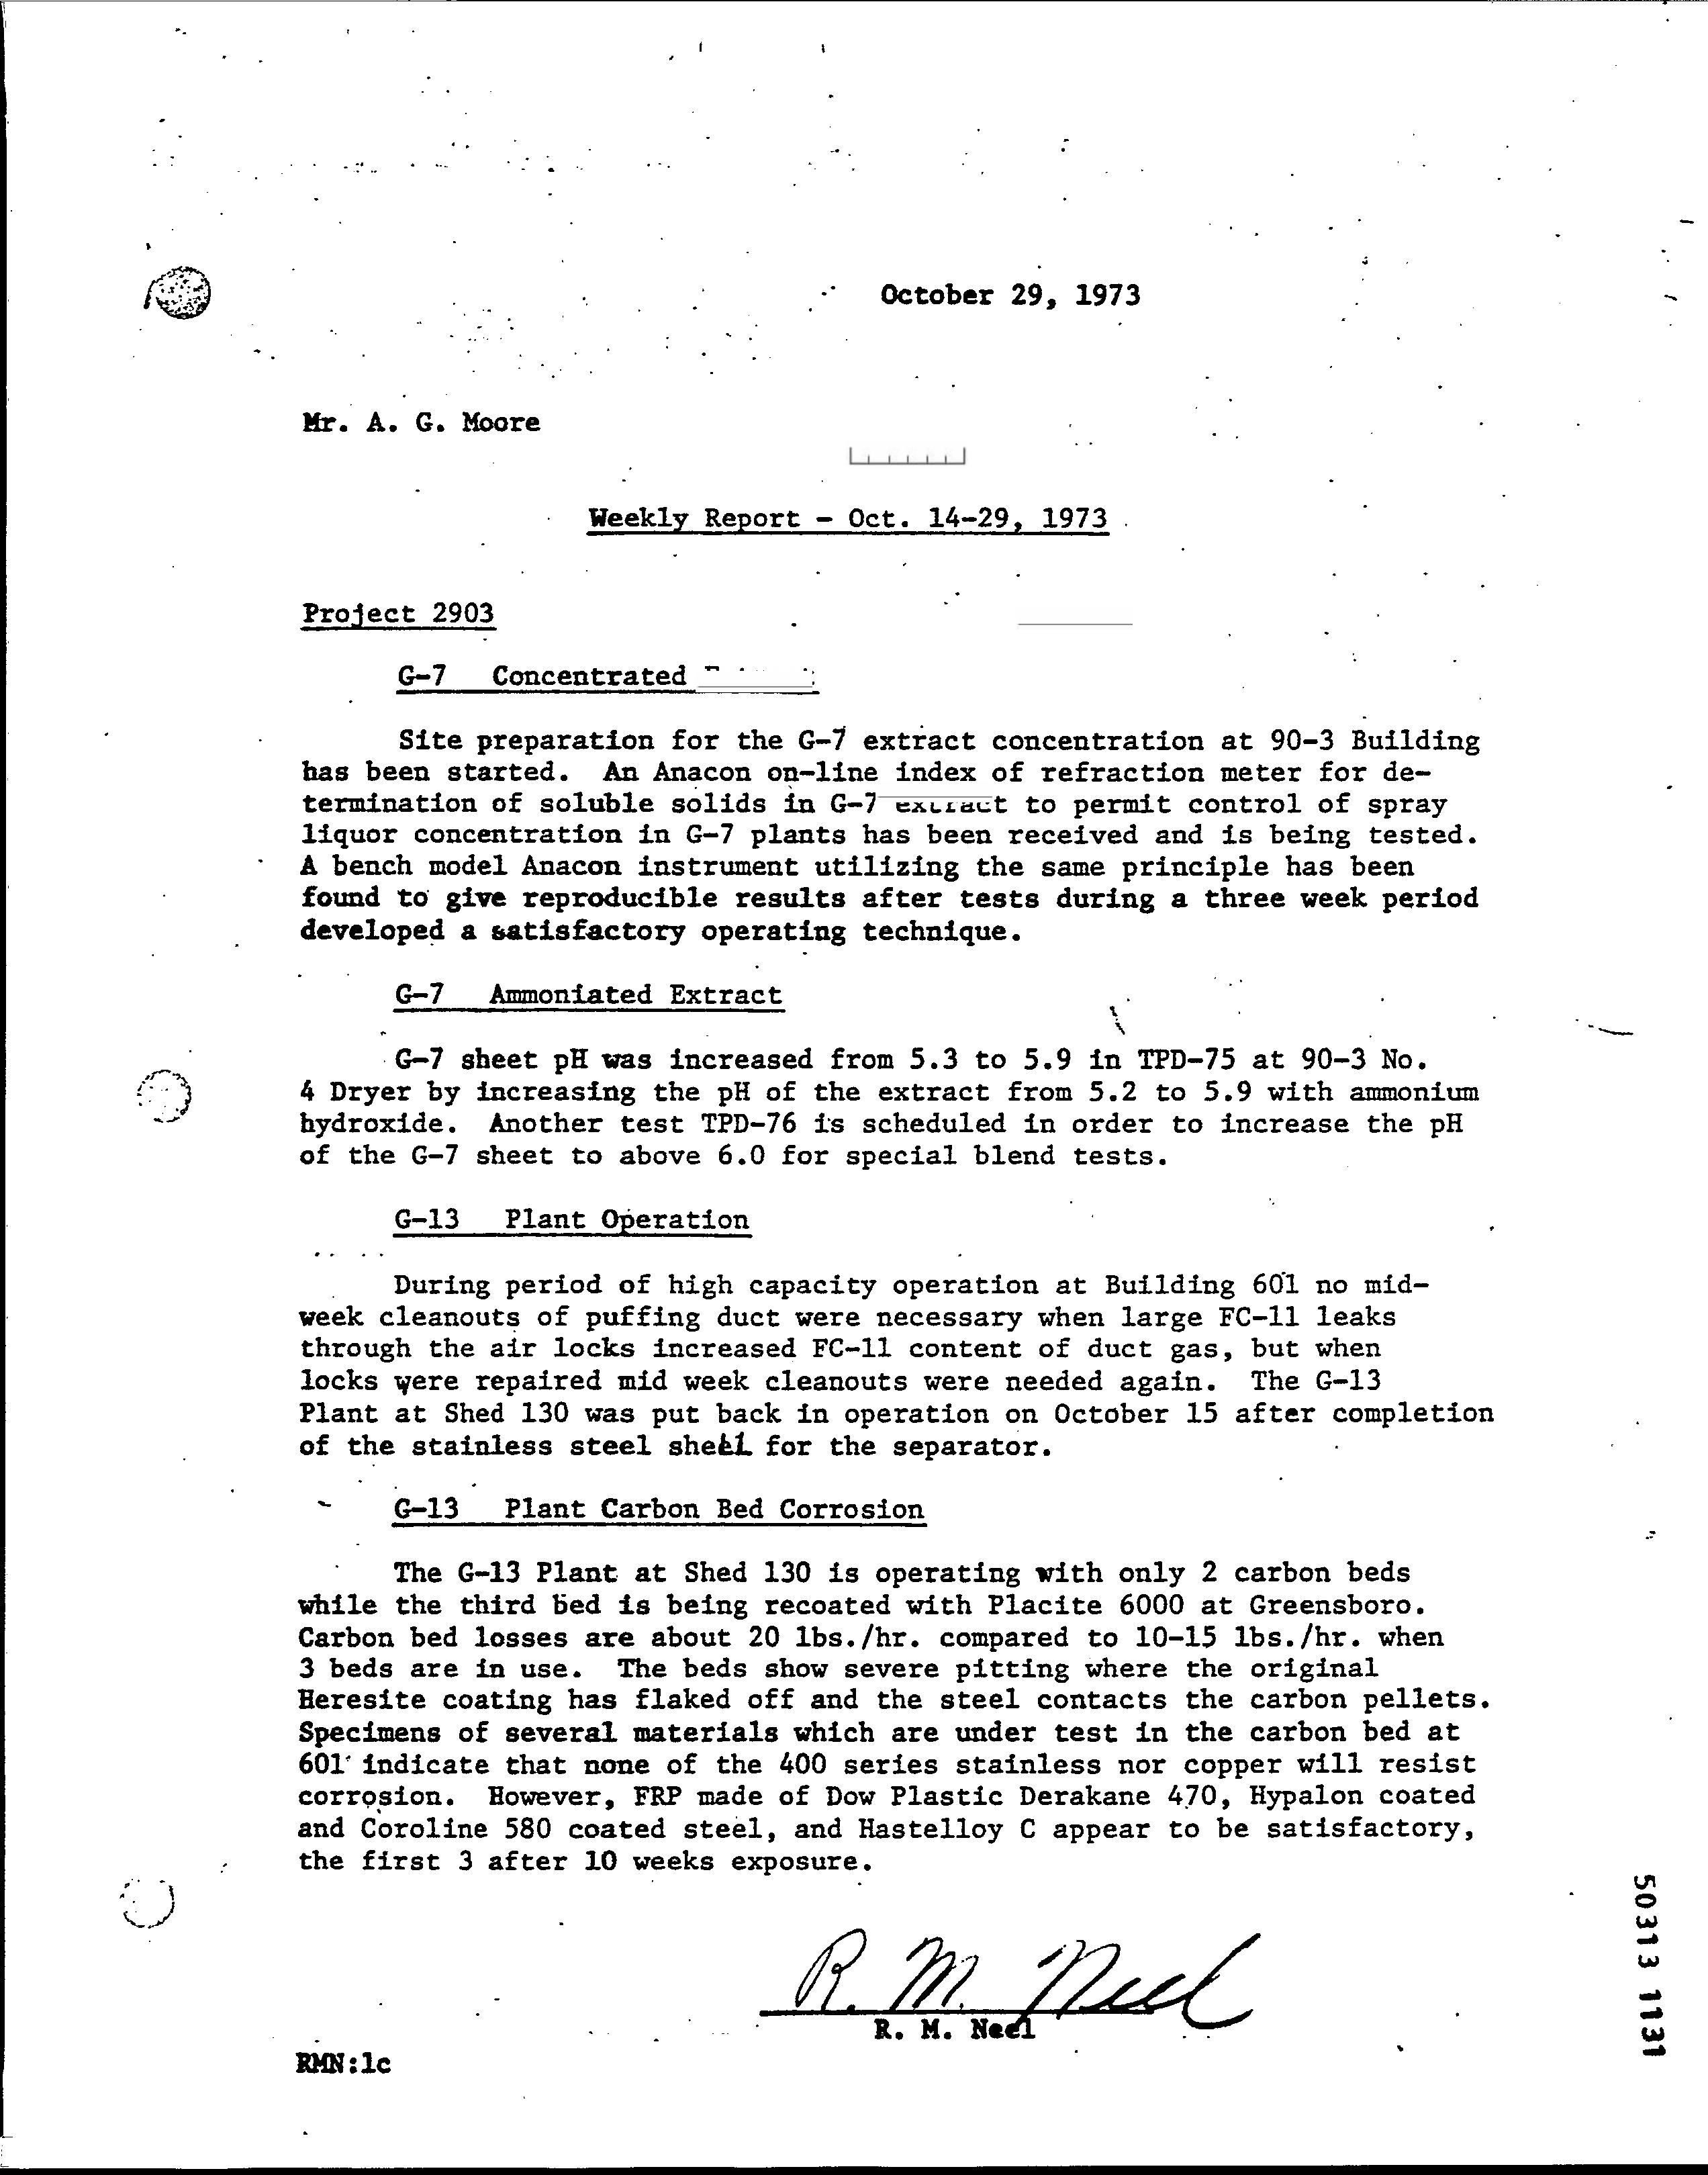 October 29, 1973
Mr. A. G. Moore
Weekly Report - Oct. 14-29, 1973
Project 2903
G-7 Concentrated
Site preparation for the G-7 extract concentration at 90-3 Building
has been started. An Anacon on-line index of refraction meter for de-
termination of soluble solids in G-7 extract to permit control of spray
liquor concentration in G-7 plants has been received and is being tested.
A bench model Anacon instrument utilizing the same principle has been
found to give reproducible results after tests during a three week period
developed a satisfactory operating technique.
G-7 Ammoniated Extract
G-7 sheet pH was increased from 5.3 to 5.9 in TPD-75 at 90-3 No.
4 Dryer by increasing the pH of the extract from 5.2 to 5.9 with ammonium
hydroxide. Another test TPD-76 is scheduled in order to increase the pH
of the G-7 sheet to above 6.0 for special blend tests.
G-13 Plant Operation
During period of high capacity operation at Building 601 no mid-
week cleanouts of puffing duct were necessary when large FC-11 leaks
through the air locks increased FC-11 content of duct gas, but when
locks were repaired mid week cleanouts were needed again. The G-13
Plant at Shed 130 was put back in operation on October 15 after completion
of the stainless steel shell for the separator.
G-13 Plant Carbon Bed Corrosion
The G-13 Plant at Shed 130 is operating with only 2 carbon beds
while the third bed is being recoated with Placite 6000 at Greensboro.
Carbon bed losses are about 20 lbs./hr. compared to 10-15 lbs./hr. when
3 beds are in use. The beds show severe pitting where the original
Heresite coating has flaked off and the steel contacts the carbon pellets.
Specimens of several materials which are under test in the carbon bed at
601 indicate that none of the 400 series stainless nor copper will resist
corrosion. However, FRP made of Dow Plastic Derakane 470, Hypalon coated
and Coroline 580 coated steel, and Hastelloy C appear to be satisfactory,
the first 3 after 10 weeks exposure.
R. M. Neel
R. M. Neel
RMN:lc
50313 1131